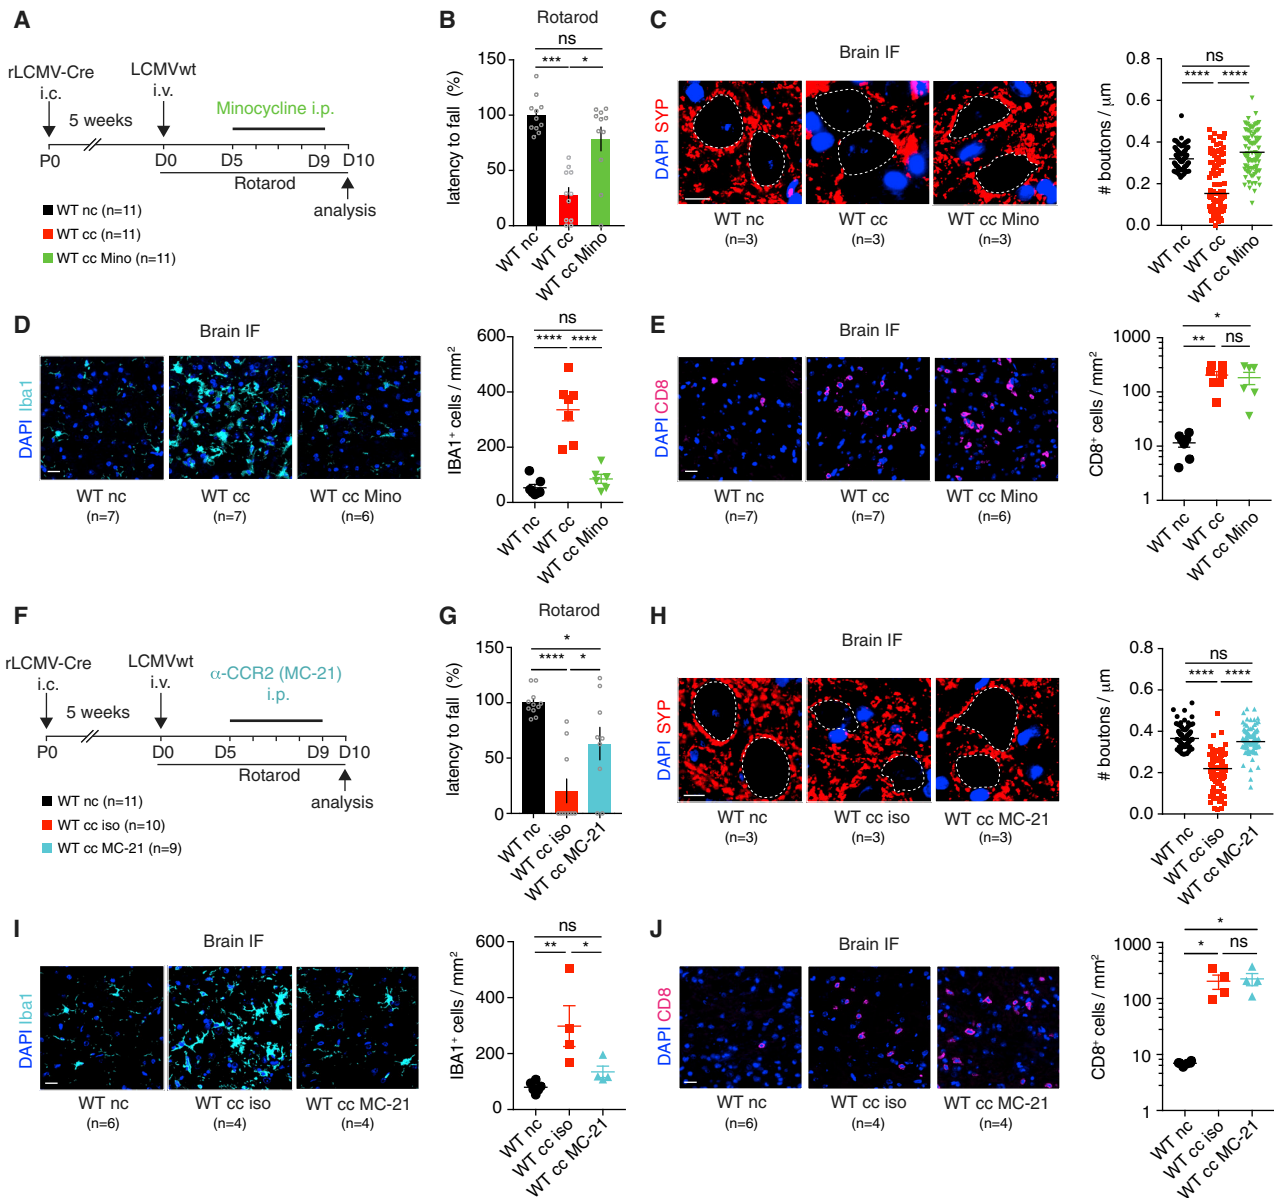 A
rLCMV-Cre
i.c.
LCMVwt
i.v.
Minocycline i.p.
5 weeks
P0
D0
D5
D9
D10
Rotarod
analysis
WT nc (n=11)
WT cc (n=11)
WT cc Mino (n=11)
B
Rotarod
ns
*** *
latency to fall (%)
150
100
50
0
WT nc
WT cc
WT cc Mino
C
Brain IF
DAPI SYP
WT nc
(n=3)
WT cc
(n=3)
WT cc Mino
(n=3)
ns
**** ****
# boutons / µm
0.8
0.6
0.4
0.2
0.0
WT nc
WT cc
WT cc Mino
D
Brain IF
DAPI Iba1
WT nc
(n=7)
WT cc
(n=7)
WT cc Mino
(n=6)
ns
**** ****
IBA1⁺ cells / mm²
600
400
200
0
WT nc
WT cc
WT cc Mino
E
Brain IF
DAPI CD8
WT nc
(n=7)
WT cc
(n=7)
WT cc Mino
(n=6)
*
** ns
CD8⁺ cells / mm²
1000
100
10
1
WT nc
WT cc
WT cc Mino
F
rLCMV-Cre
i.c.
LCMVwt
i.v.
α-CCR2 (MC-21)
i.p.
5 weeks
P0
D0
D5
D9
D10
Rotarod
analysis
WT nc (n=11)
WT cc iso (n=10)
WT cc MC-21 (n=9)
G
Rotarod
*
**** *
latency to fall (%)
150
100
50
0
WT nc
WT cc iso
WT cc MC-21
H
Brain IF
DAPI SYP
WT nc
(n=3)
WT cc iso
(n=3)
WT cc MC-21
(n=3)
ns
**** ****
# boutons / µm
0.8
0.6
0.4
0.2
0.0
WT nc
WT cc iso
WT cc MC-21
I
Brain IF
DAPI Iba1
WT nc
(n=6)
WT cc iso
(n=4)
WT cc MC-21
(n=4)
ns
** *
IBA1⁺ cells / mm²
600
400
200
0
WT nc
WT cc iso
WT cc MC-21
J
Brain IF
DAPI CD8
WT nc
(n=6)
WT cc iso
(n=4)
WT cc MC-21
(n=4)
*
* ns
CD8⁺ cells / mm²
1000
100
10
1
WT nc
WT cc iso
WT cc MC-21